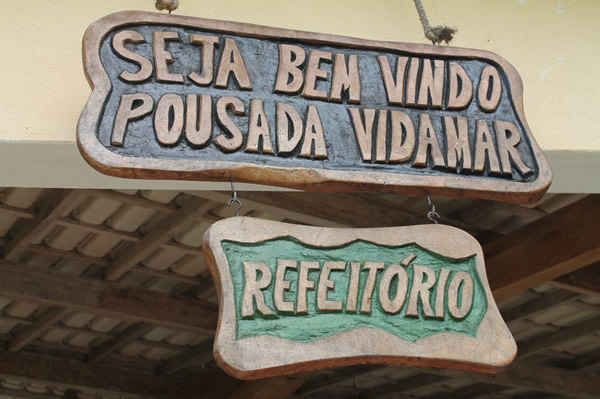 SEJA BEM VINDO
POUSADA VIDAMAR
REFEITÓRIO